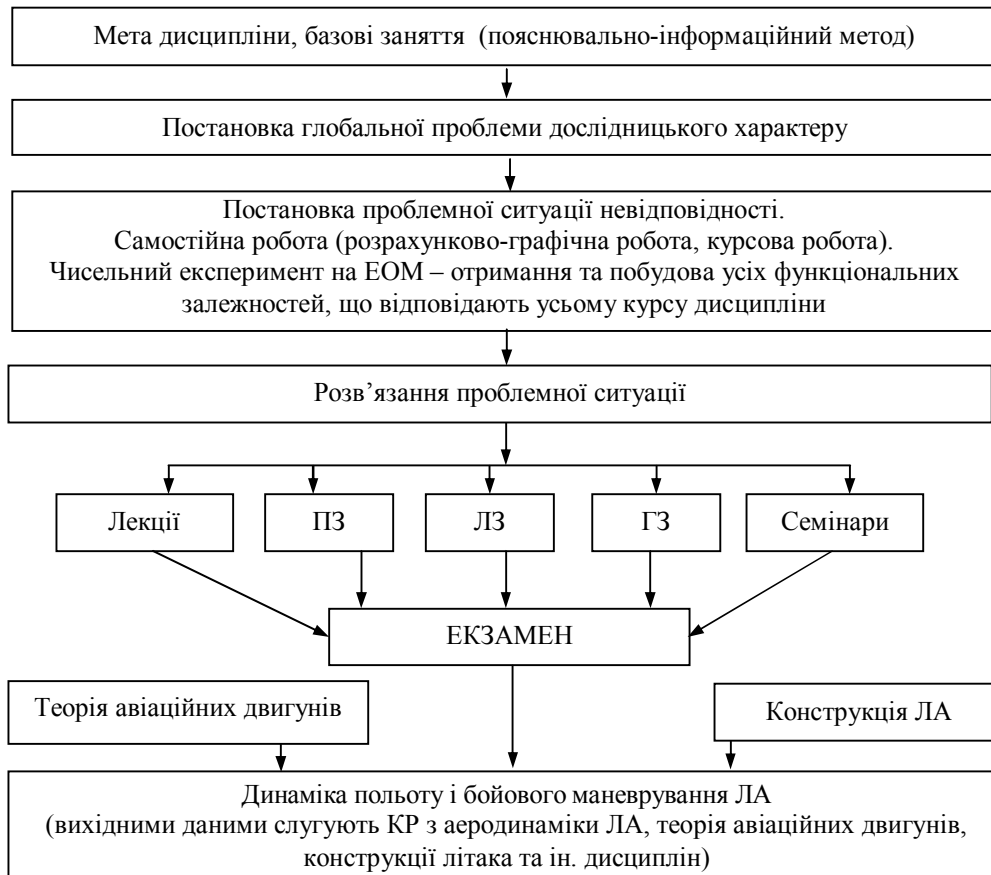 Мета дисципліни, базові заняття  (пояснювально-інформаційний метод)
Постановка глобальної проблеми дослідницького характеру
Постановка проблемної ситуації невідповідності.
Самостійна робота (розрахунково-графічна робота, курсова робота).
Чисельний експеримент на ЕОМ – отримання та побудова усіх функціональних
залежностей, що відповідають усьому курсу дисципліни
Розв’язання проблемної ситуації
Лекції
ПЗ
ЛЗ
ГЗ
Семінари
ЕКЗАМЕН
Теорія авіаційних двигунів
Конструкція ЛА
Динаміка польоту і бойового маневрування ЛА
(вихідними даними слугують КР з аеродинаміки ЛА, теорія авіаційних двигунів,
конструкції літака та ін. дисциплін)